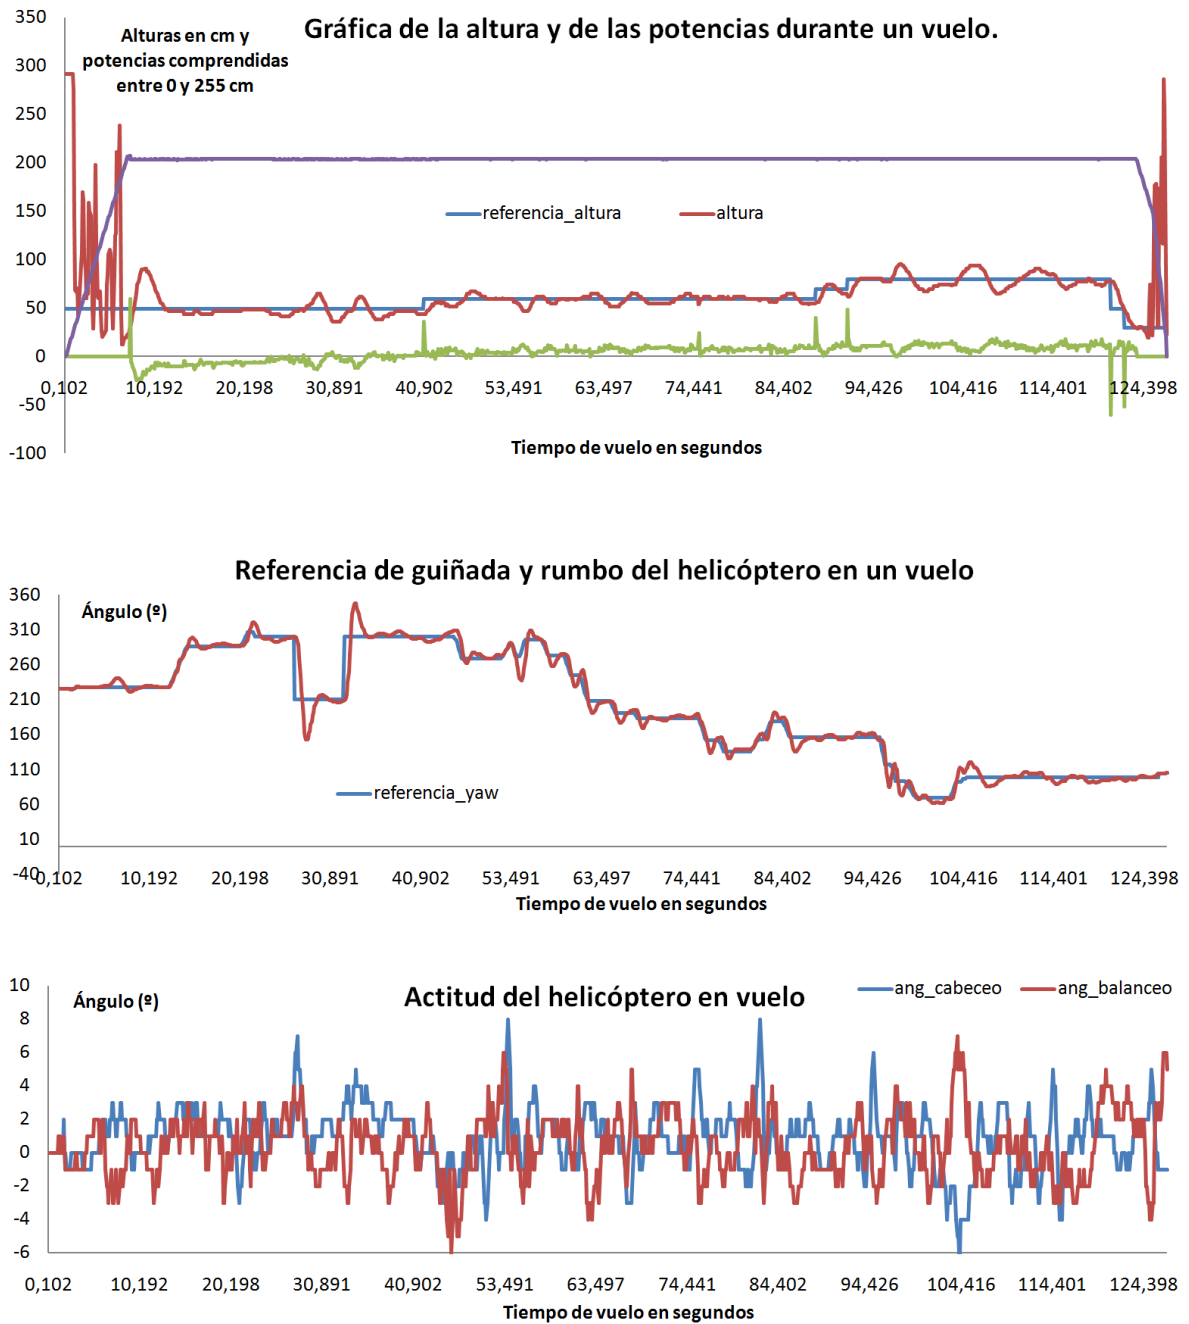 Gráfica de la altura y de las potencias durante un vuelo.
Alturas en cm y
potencias comprendidas
entre 0 y 255 cm
350
300
250
200
150
100
50
0
-50
-100
referencia_altura
altura
0,102 10,192 20,198 30,891 40,902 53,491 63,497 74,441 84,402 94,426 104,416 114,401 124,398
Tiempo de vuelo en segundos
Referencia de guiñada y rumbo del helicóptero en un vuelo
Ángulo (º)
360
310
260
210
160
110
60
10
-40
referencia_yaw
0,102 10,192 20,198 30,891 40,902 53,491 63,497 74,441 84,402 94,426 104,416 114,401 124,398
Tiempo de vuelo en segundos
Actitud del helicóptero en vuelo
Ángulo (º)
ang_cabeceo
ang_balanceo
10
8
6
4
2
0
-2
-4
-6
0,102 10,192 20,198 30,891 40,902 53,491 63,497 74,441 84,402 94,426 104,416 114,401 124,398
Tiempo de vuelo en segundos